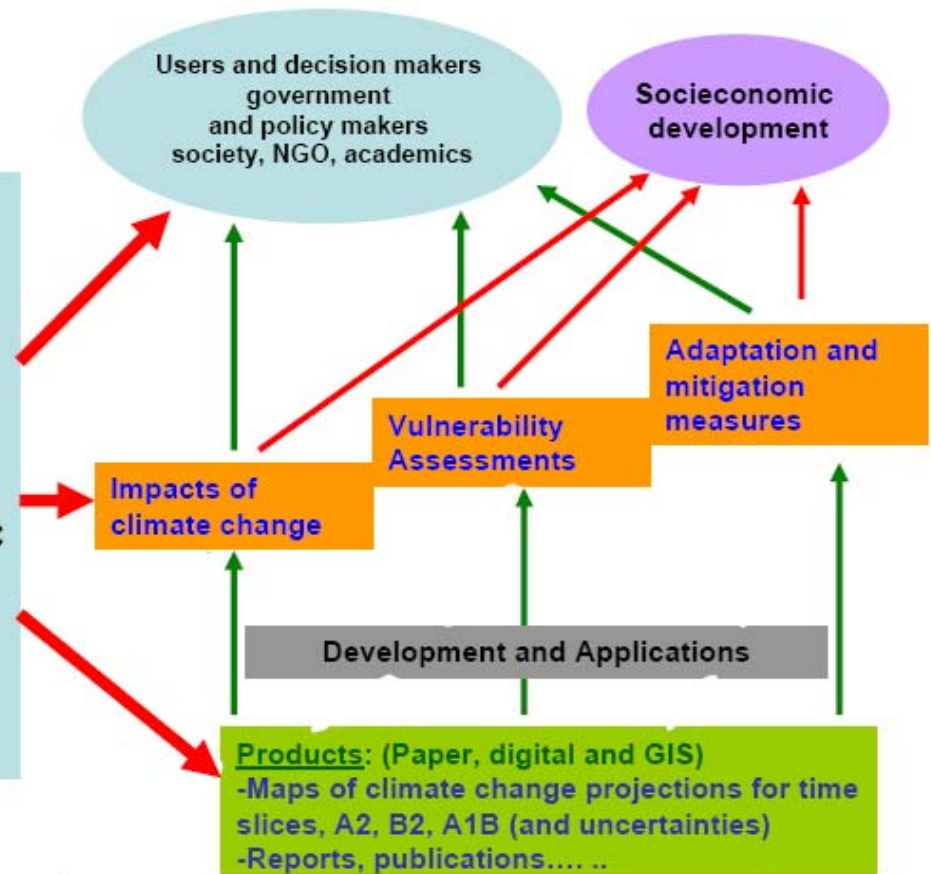 Users and decision makers
government
and policy makers
society, NGO, academics
Socieconomic
development
Adaptation and
mitigation
measures
Vulnerability
Assessments
Impacts of
climate change
Development and Applications
Products: (Paper, digital and GIS)
-Maps of climate change projections for time
slices, A2, B2, A1B (and uncertainties)
-Reports, publications.... ..